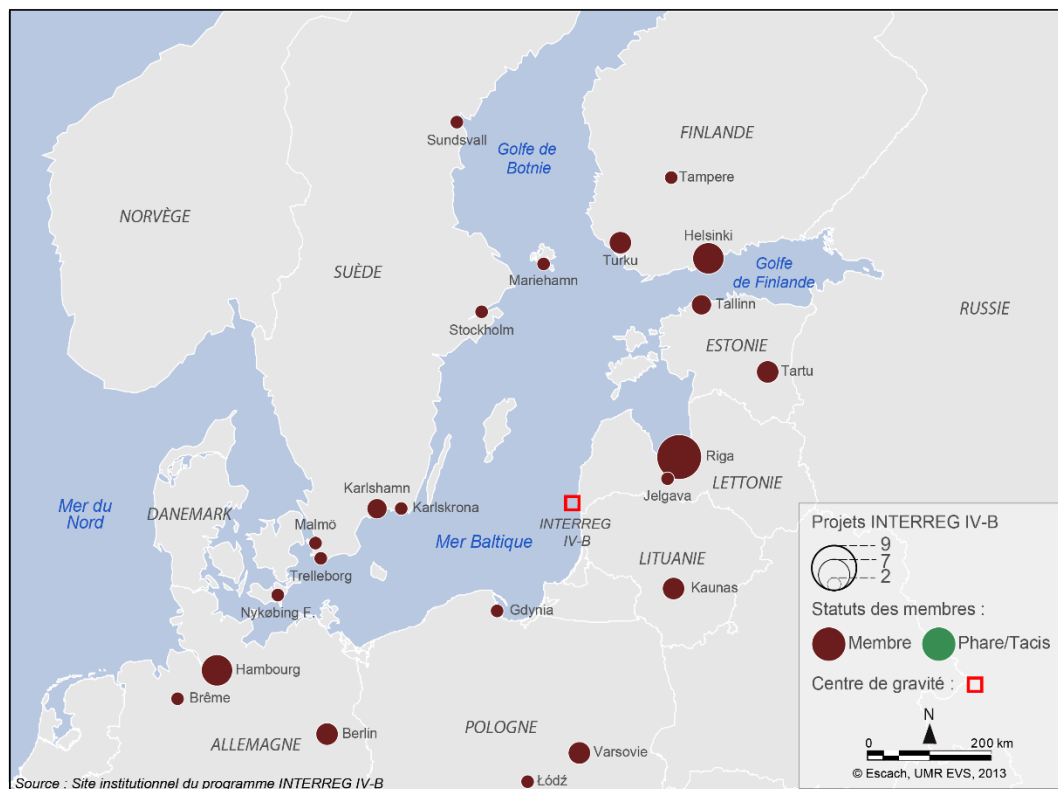 Sundsvall
Golfe de
Botnie
FINLANDE
Tampere
NORVÈGE
Helsinki
Turku
Golfe
de Finlande
Mariehamn
SUÈDE
Tallinn
RUSSIE
Stockholm
ESTONIE
Tartu
Riga
Jelgava
LETTONIE
Karlshamn
Karlskrona
Mer du
Nord
DANEMARK
INTERREG
IV-B
Malmö
Mer Baltique
Trelleborg
LITUANIE
Kaunas
Nykøbing F.
Gdynia
Hambourg
Brême
Berlin
ALLEMAGNE
POLOGNE
Varsovie
Łódź
Projets INTERREG IV-B
9
7
2
Statuts des membres :
Membre
Phare/Tacis
Centre de gravité :
N
0 200 km
© Escach, UMR EVS, 2013
Source : Site institutionnel du programme INTERREG IV-B